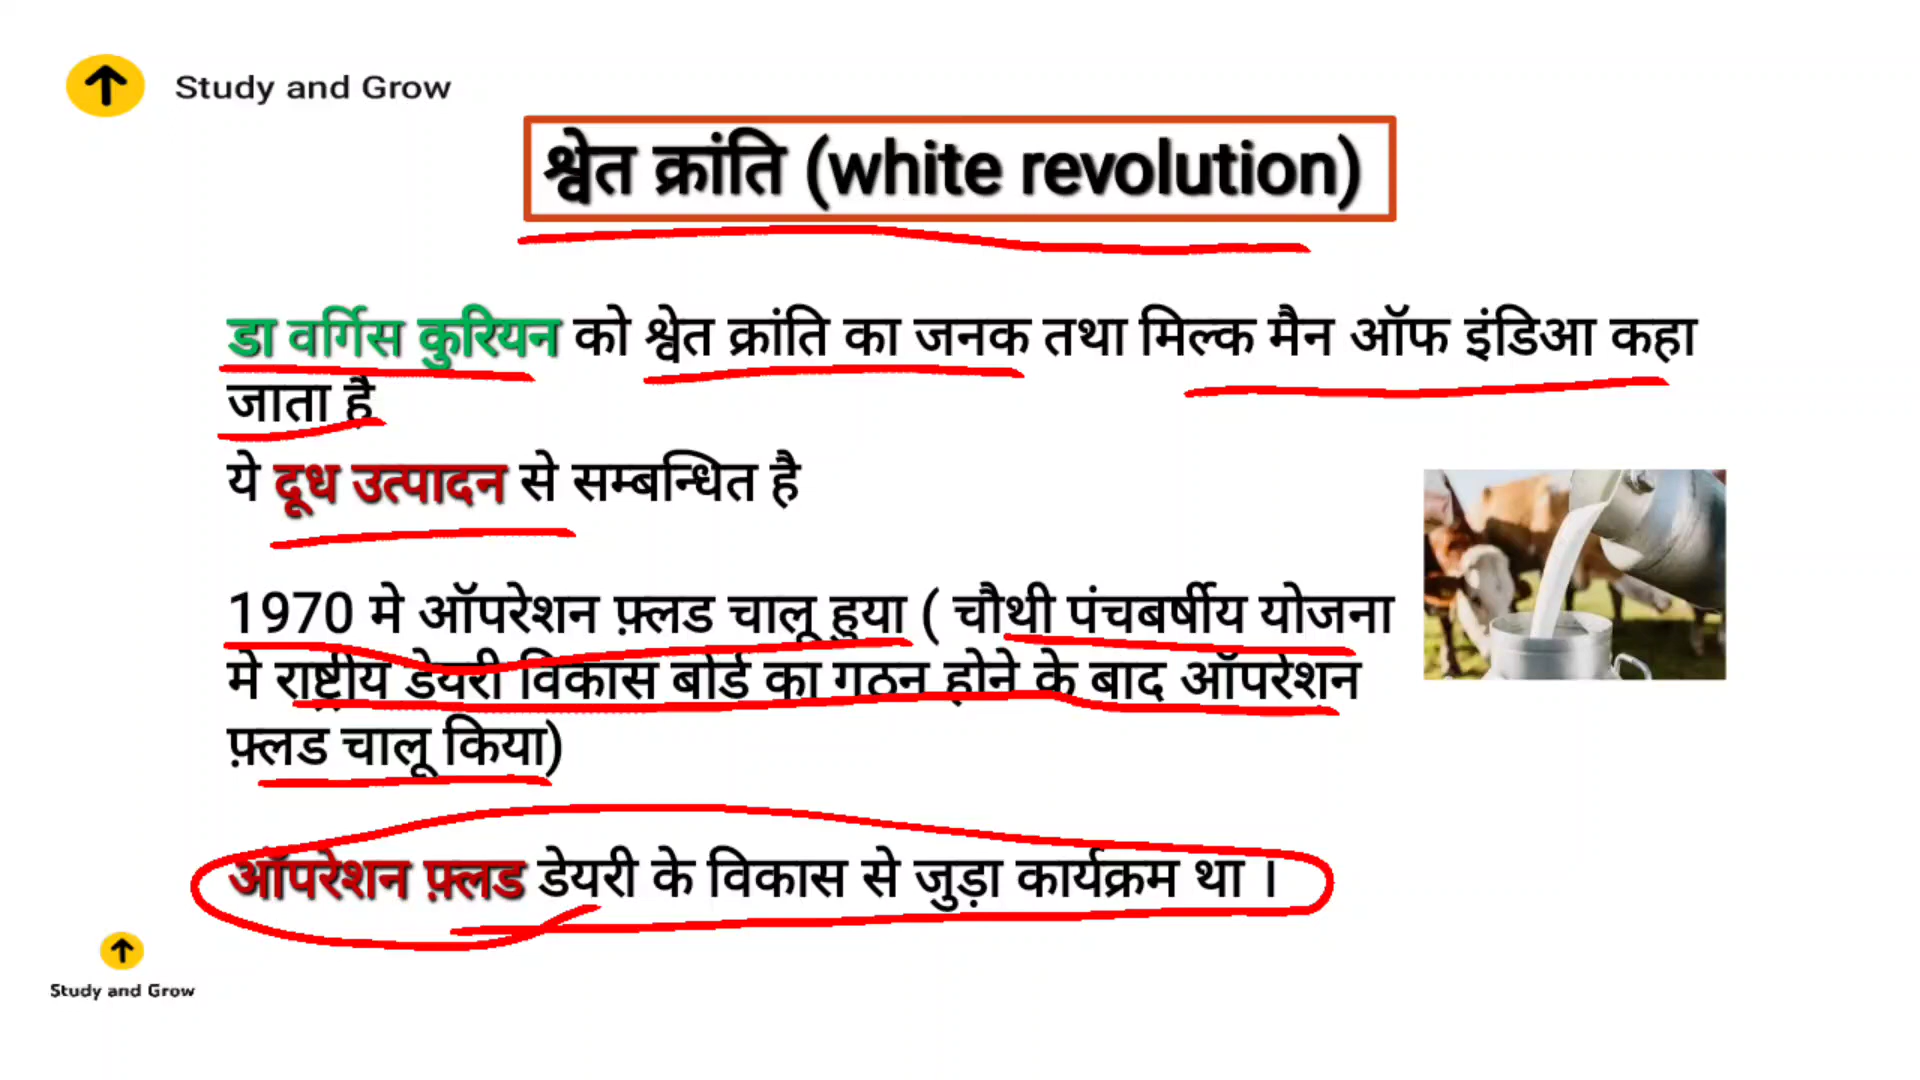 Study and Grow
श्वेत क्रांति (white revolution)
डा वर्गिस कुरियन को श्वेत क्रांति का जनक तथा मिल्क मैन ऑफ इंडिआ कहा
जाता है
ये दूध उत्पादन से सम्बन्धित है
1970 मे ऑपरेशन फ़्लड चालू हुया ( चौथी पंचबर्षीय योजना
मे राष्ट्रीय डेयरी विकास बोर्ड का गठन होने के बाद ऑपरेशन
फ़्लड चालू किया)
ऑपरेशन फ़्लड डेयरी के विकास से जुड़ा कार्यक्रम था ।
Study and Grow